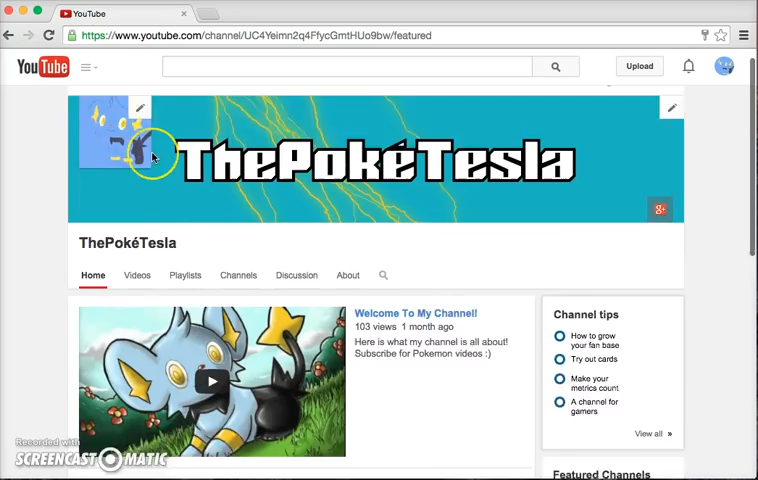 YouTube
https://www.youtube.com/channel/UC4Yeimn2q4FfycGmtHUo9bw/featured
YouTube
Upload
ThePokéTesla
g+
ThePokéTesla
Home Videos Playlists Channels Discussion About
Welcome To My Channel!
103 views 1 month ago
Here is what my channel is all about!
Subscribe for Pokemon videos :)
Channel tips
How to grow
your fan base
Try out cards
Make your
metrics count
A channel for
gamers
View all »
Featured Channels
Recorded with
SCREENCAST O MATIC